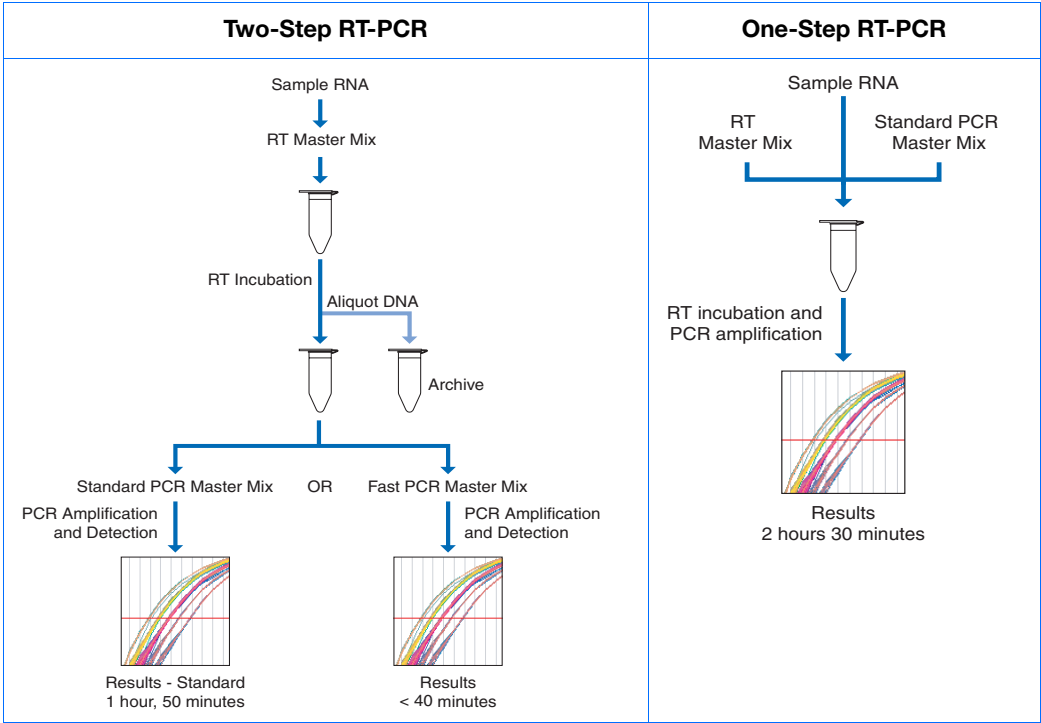 Two-Step RT-PCR
Sample RNA
RT Master Mix
RT Incubation
Aliquot DNA
Archive
Standard PCR Master Mix
OR
Fast PCR Master Mix
PCR Amplification
and Detection
PCR Amplification
and Detection
Results - Standard
1 hour, 50 minutes
Results
< 40 minutes
One-Step RT-PCR
Sample RNA
RT
Master Mix
Standard PCR
Master Mix
RT incubation and
PCR amplification
Results
2 hours 30 minutes